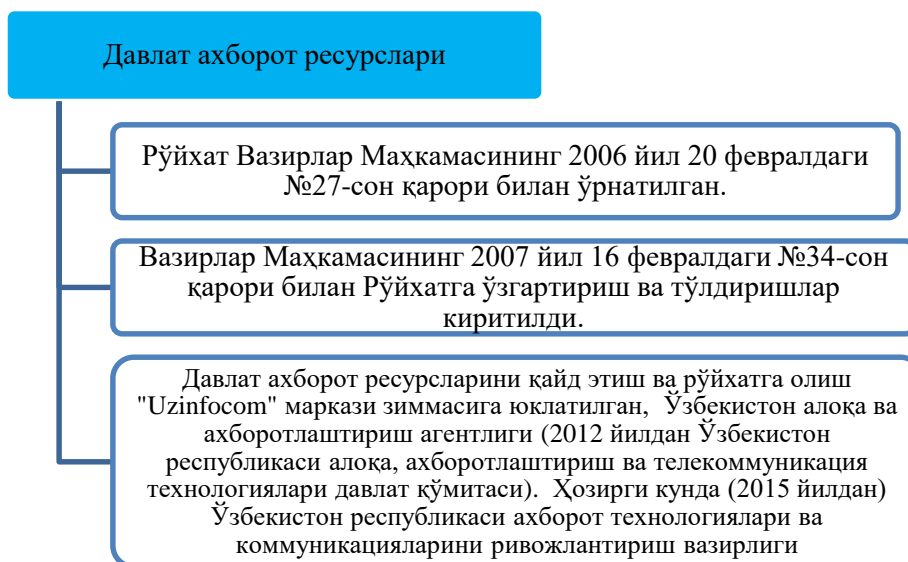 Давлат ахборот ресурслари
Рўйхат Вазирлар Маҳкамасининг 2006 йил 20 февралдаги
№27-сон қарори билан ўрнатилган.
Вазирлар Маҳкамасининг 2007 йил 16 февралдаги №34-сон
қарори билан Рўйхатга ўзгартириш ва тўлдиришлар
киритилди.
Давлат ахборот ресурсларини қайд этиш ва рўйхатга олиш
"Uzinfocom" маркази зиммасига юклатилган, Ўзбекистон алоқа ва
ахборотлаштириш агентлиги (2012 йилдан Ўзбекистон
республикаси алоқа, ахборотлаштириш ва телекоммуникация
технологиялари давлат қўмитаси). Ҳозирги кунда (2015 йилдан)
Ўзбекистон республикаси ахборот технологиялари ва
коммуникацияларини ривожлантириш вазирлиги